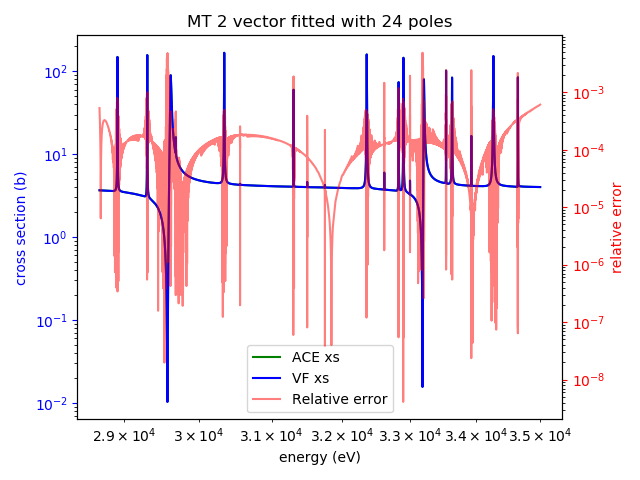 MT 2 vector fitted with 24 poles
10²
10¹
10⁰
10⁻¹
10⁻²
cross section (b)
10⁻³
10⁻⁴
10⁻⁵
10⁻⁶
10⁻⁷
10⁻⁸
relative error
ACE xs
VF xs
Relative error
2.9 × 10⁴ 3 × 10⁴ 3.1 × 10⁴ 3.2 × 10⁴ 3.3 × 10⁴ 3.4 × 10⁴ 3.5 × 10⁴
energy (eV)